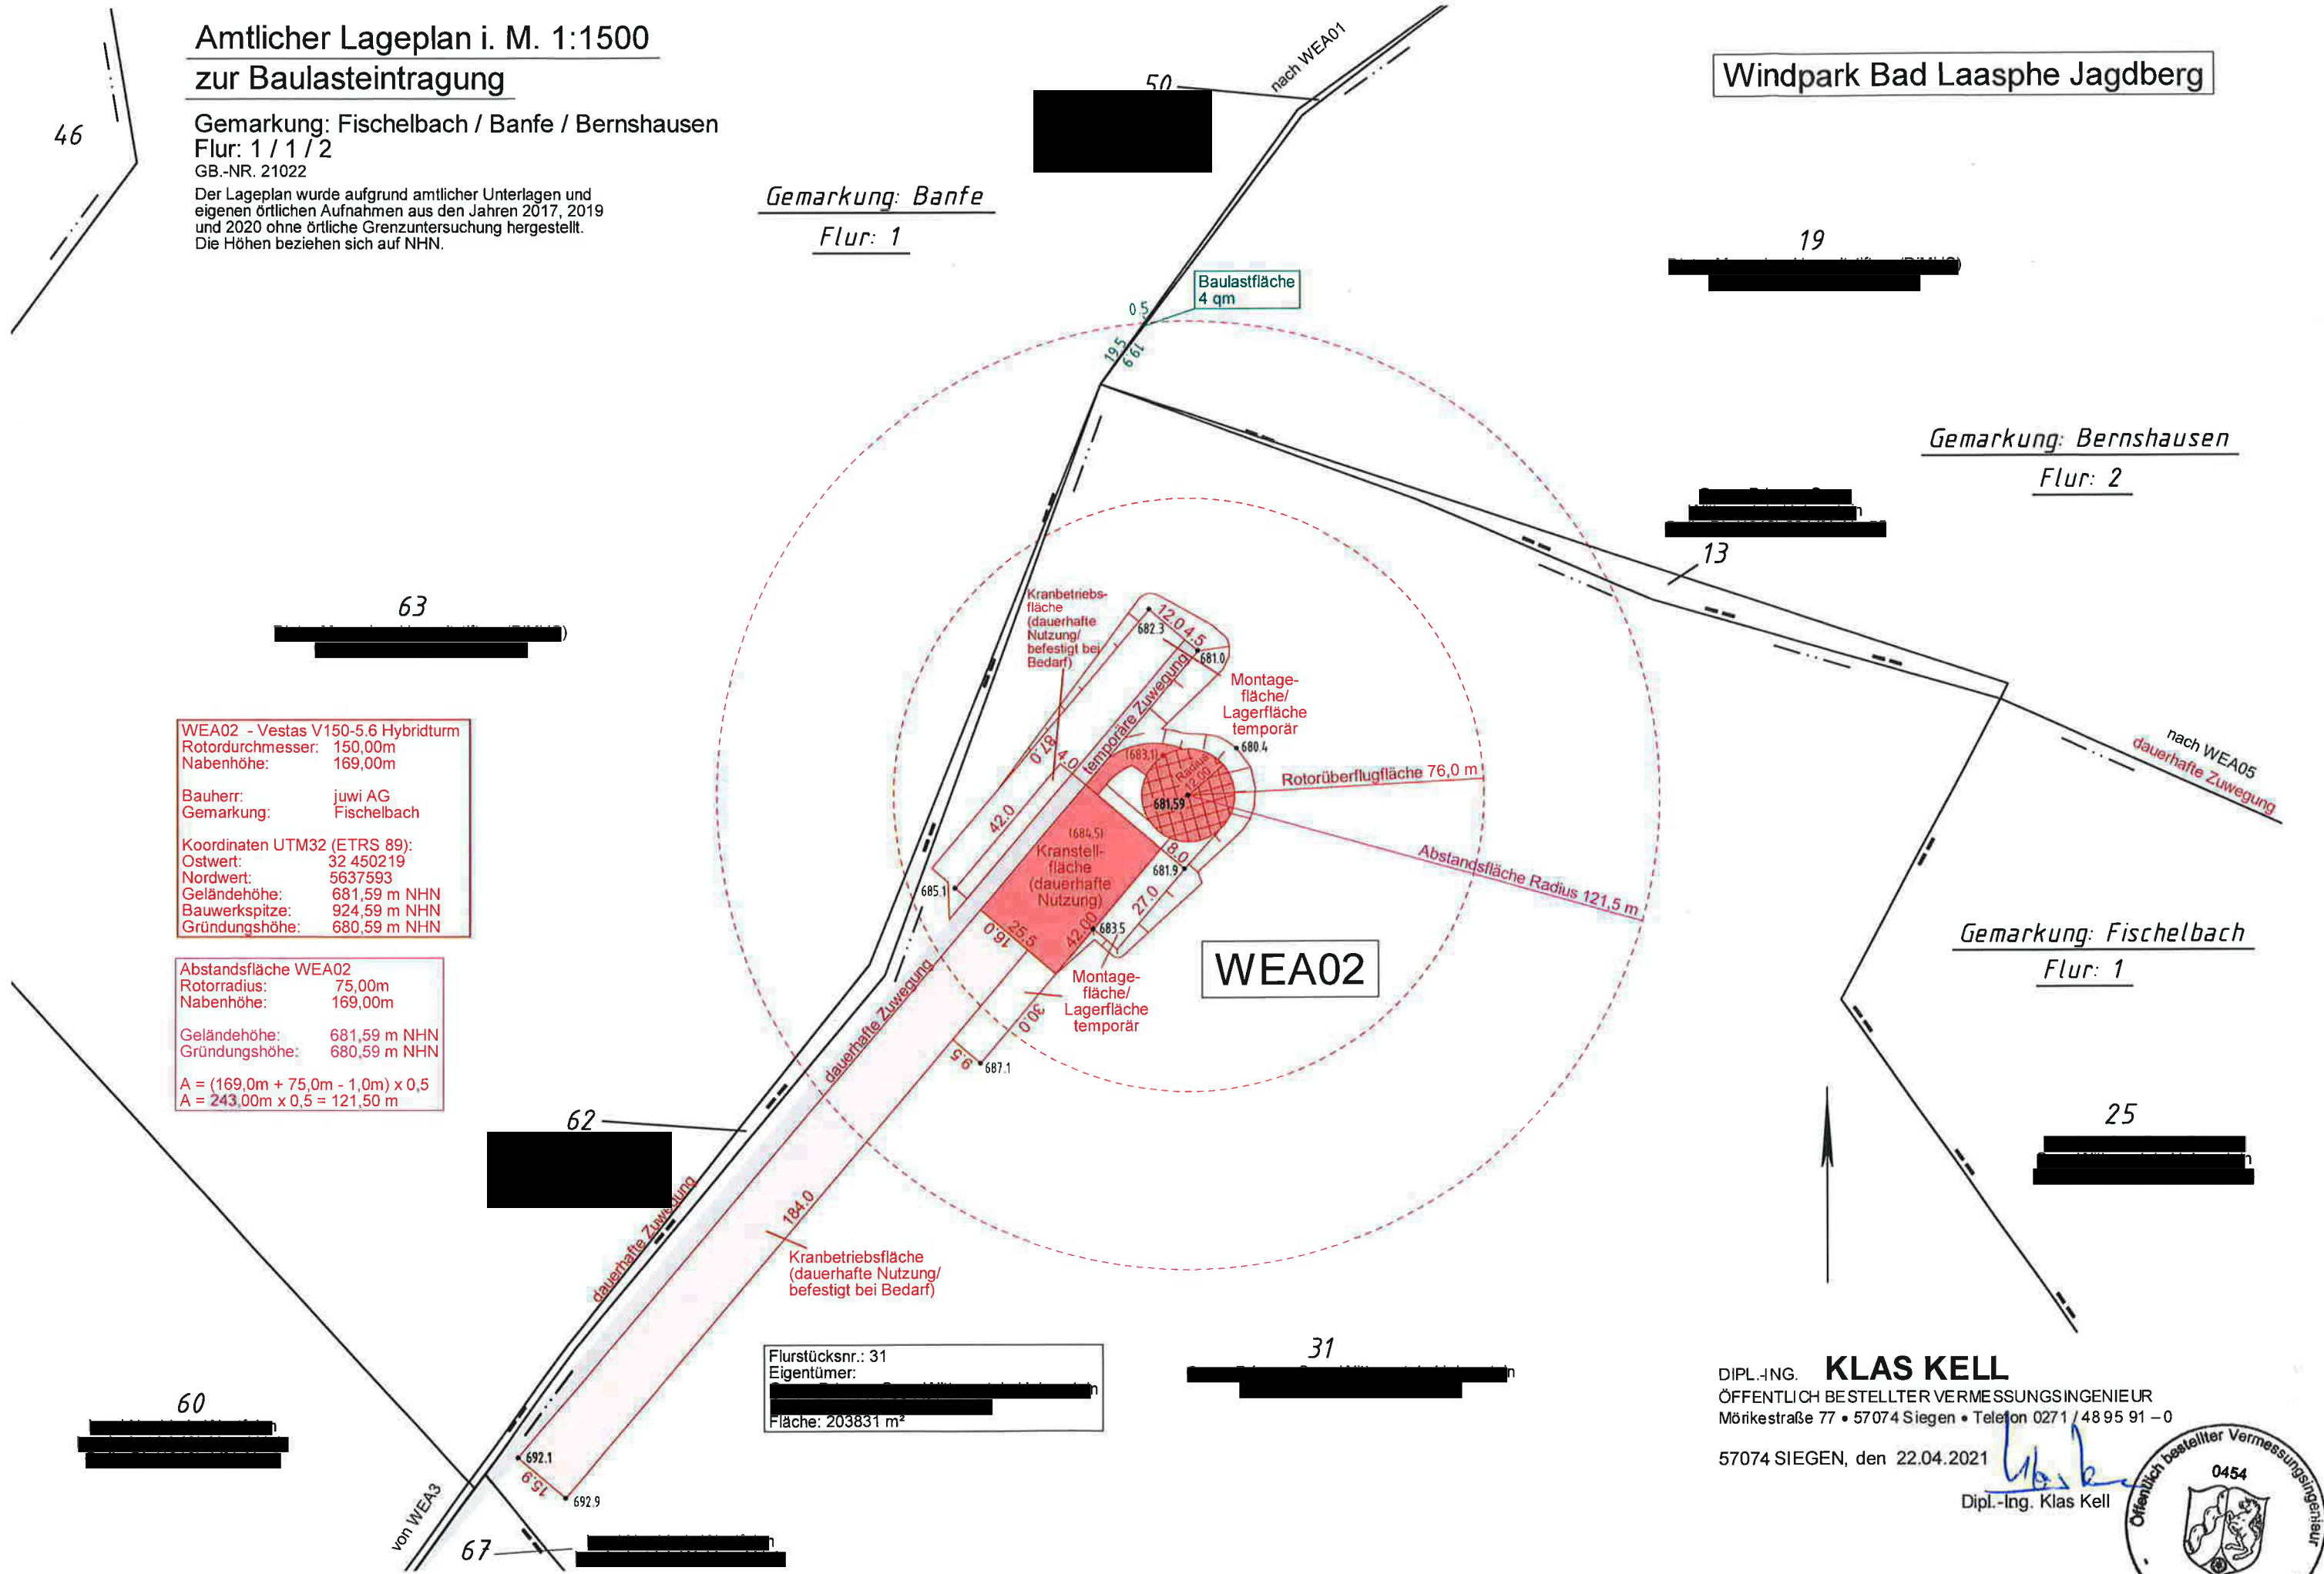 Amtlicher Lageplan i. M. 1:1500
zur Baulasteintragung
Gemarkung: Fischelbach / Banfe / Bernshausen
Flur: 1 / 1 / 2
GB.-NR. 21022
Der Lageplan wurde aufgrund amtlicher Unterlagen und
eigenen örtlichen Aufnahmen aus den Jahren 2017, 2019
und 2020 ohne örtliche Grenzuntersuchung hergestellt.
Die Höhen beziehen sich auf NHN.
46
Gemarkung: Banfe
Flur: 1
50
nach WEA01
Windpark Bad Laasphe Jagdberg
19
Baulastfläche
4 qm
0.5
19.5
19.9
Gemarkung: Bernshausen
Flur: 2
13
63
WEA02 - Vestas V150-5.6 Hybridturm
Rotordurchmesser: 150,00m
Nabenhöhe: 169,00m
Bauherr: juwi AG
Gemarkung: Fischelbach
Koordinaten UTM32 (ETRS 89):
Ostwert: 32 450219
Nordwert: 5637593
Geländehöhe: 681,59 m NHN
Bauwerkspitze: 924,59 m NHN
Gründungshöhe: 680,59 m NHN
Abstandsfläche WEA02
Rotorradius: 75,00m
Nabenhöhe: 169,00m
Geländehöhe: 681,59 m NHN
Gründungshöhe: 680,59 m NHN
A = (169,0m + 75,0m - 1,0m) x 0,5
A = 243,00m x 0,5 = 121,50 m
Kranbetriebs-
fläche
(dauerhafte
Nutzung/
befestigt bei
Bedarf)
12.0
4.5
682.3
681.0
temporäre Zuwegung
Montage-
fläche/
Lagerfläche
temporär
87.0
4.0
42.0
(683,1)
Radius
12.00
680.4
681,59
Rotorüberflugfläche 76,0 m
Abstandsfläche Radius 121,5 m
(684,5)
Kranstell-
fläche
(dauerhafte
Nutzung)
8.0
681.9
27.0
685.1
25.5
16.0
42.00
683.5
WEA02
Montage-
fläche/
Lagerfläche
temporär
30.0
9.5
687.1
dauerhafte Zuwegung
nach WEA05
dauerhafte Zuwegung
Gemarkung: Fischelbach
Flur: 1
25
62
dauerhafte Zuwegung
184.0
Kranbetriebsfläche
(dauerhafte Nutzung/
befestigt bei Bedarf)
Flurstücksnr.: 31
Eigentümer:
Fläche: 203831 m²
31
60
692.1
15.9
692.9
von WEA3
67
DIPL.-ING. KLAS KELL
ÖFFENTLICH BESTELLTER VERMESSUNGSINGENIEUR
Mörikestraße 77 • 57074 Siegen • Telefon 0271 / 48 95 91 – 0
57074 SIEGEN, den 22.04.2021
Dipl.-Ing. Klas Kell
Öffentlich bestellter Vermessungsingenieur
0454